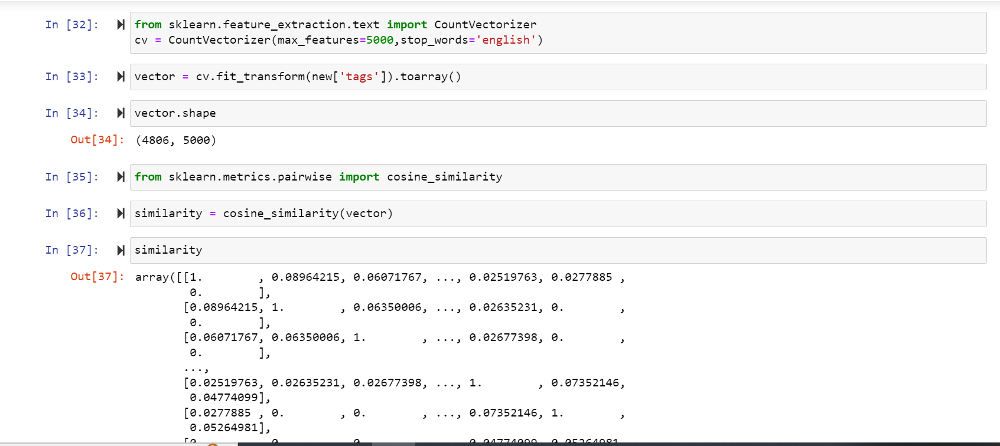 In [32]: from sklearn.feature_extraction.text import CountVectorizer
cv = CountVectorizer(max_features=5000,stop_words='english')
In [33]: vector = cv.fit_transform(new['tags']).toarray()
In [34]: vector.shape
Out[34]: (4806, 5000)
In [35]: from sklearn.metrics.pairwise import cosine_similarity
In [36]: similarity = cosine_similarity(vector)
In [37]: similarity
Out[37]: array([[1.        , 0.08964215, 0.06071767, ..., 0.02519763, 0.0277885 ,
        0.        ],
       [0.08964215, 1.        , 0.06350006, ..., 0.02635231, 0.        ,
        0.        ],
       [0.06071767, 0.06350006, 1.        , ..., 0.02677398, 0.        ,
        0.        ],
       ...,
       [0.02519763, 0.02635231, 0.02677398, ..., 1.        , 0.07352146,
        0.04774099],
       [0.0277885 , 0.        , 0.        , ..., 0.07352146, 1.        ,
        0.05264981],